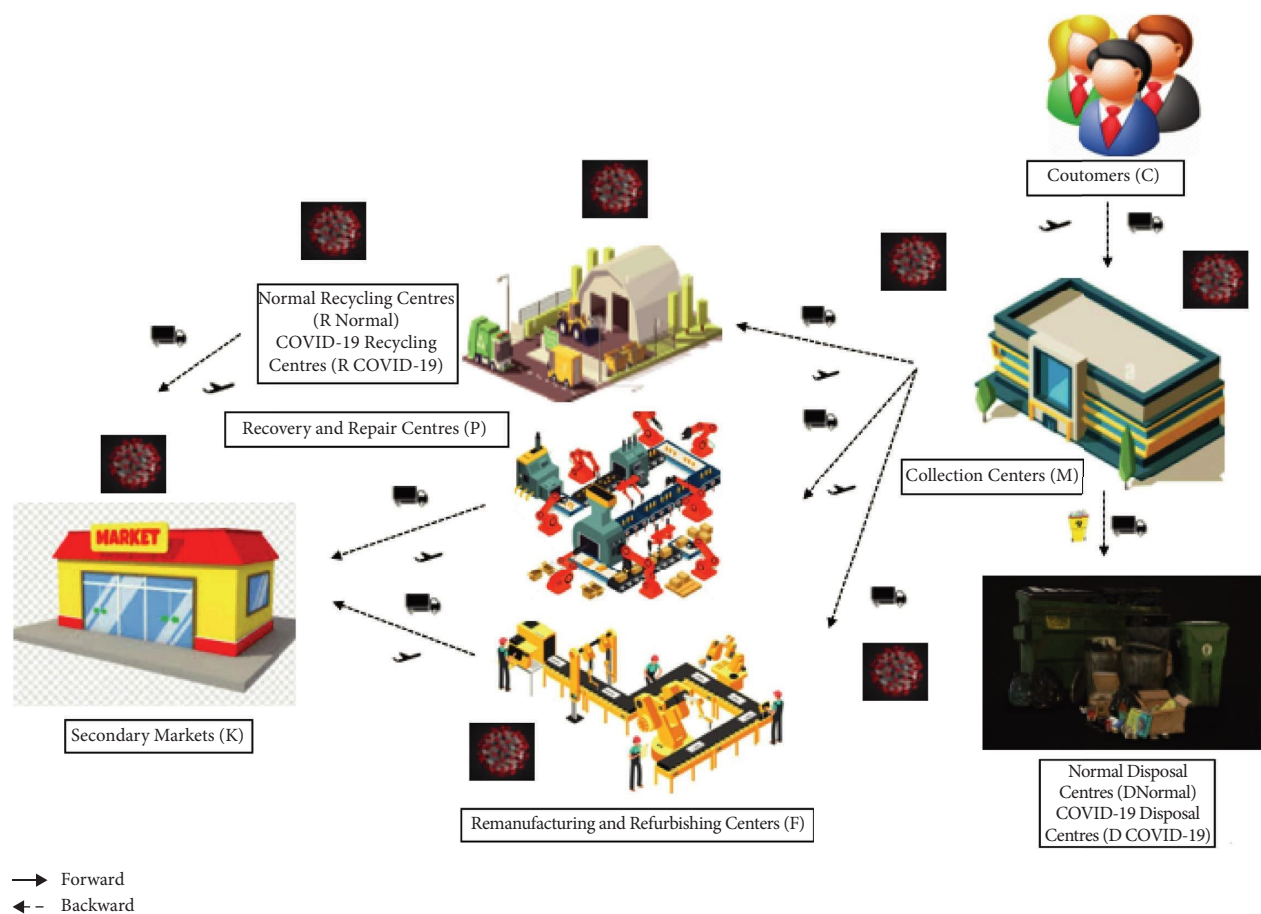 Coutomers (C)
Normal Recycling Centres
(R Normal)
COVID-19 Recycling
Centres (R COVID-19)
Recovery and Repair Centres (P)
Collection Centers (M)
MARKET
Secondary Markets (K)
Remanufacturing and Refurbishing Centers (F)
Normal Disposal
Centres (DNormal)
COVID-19 Disposal
Centres (D COVID-19)
Forward
Backward